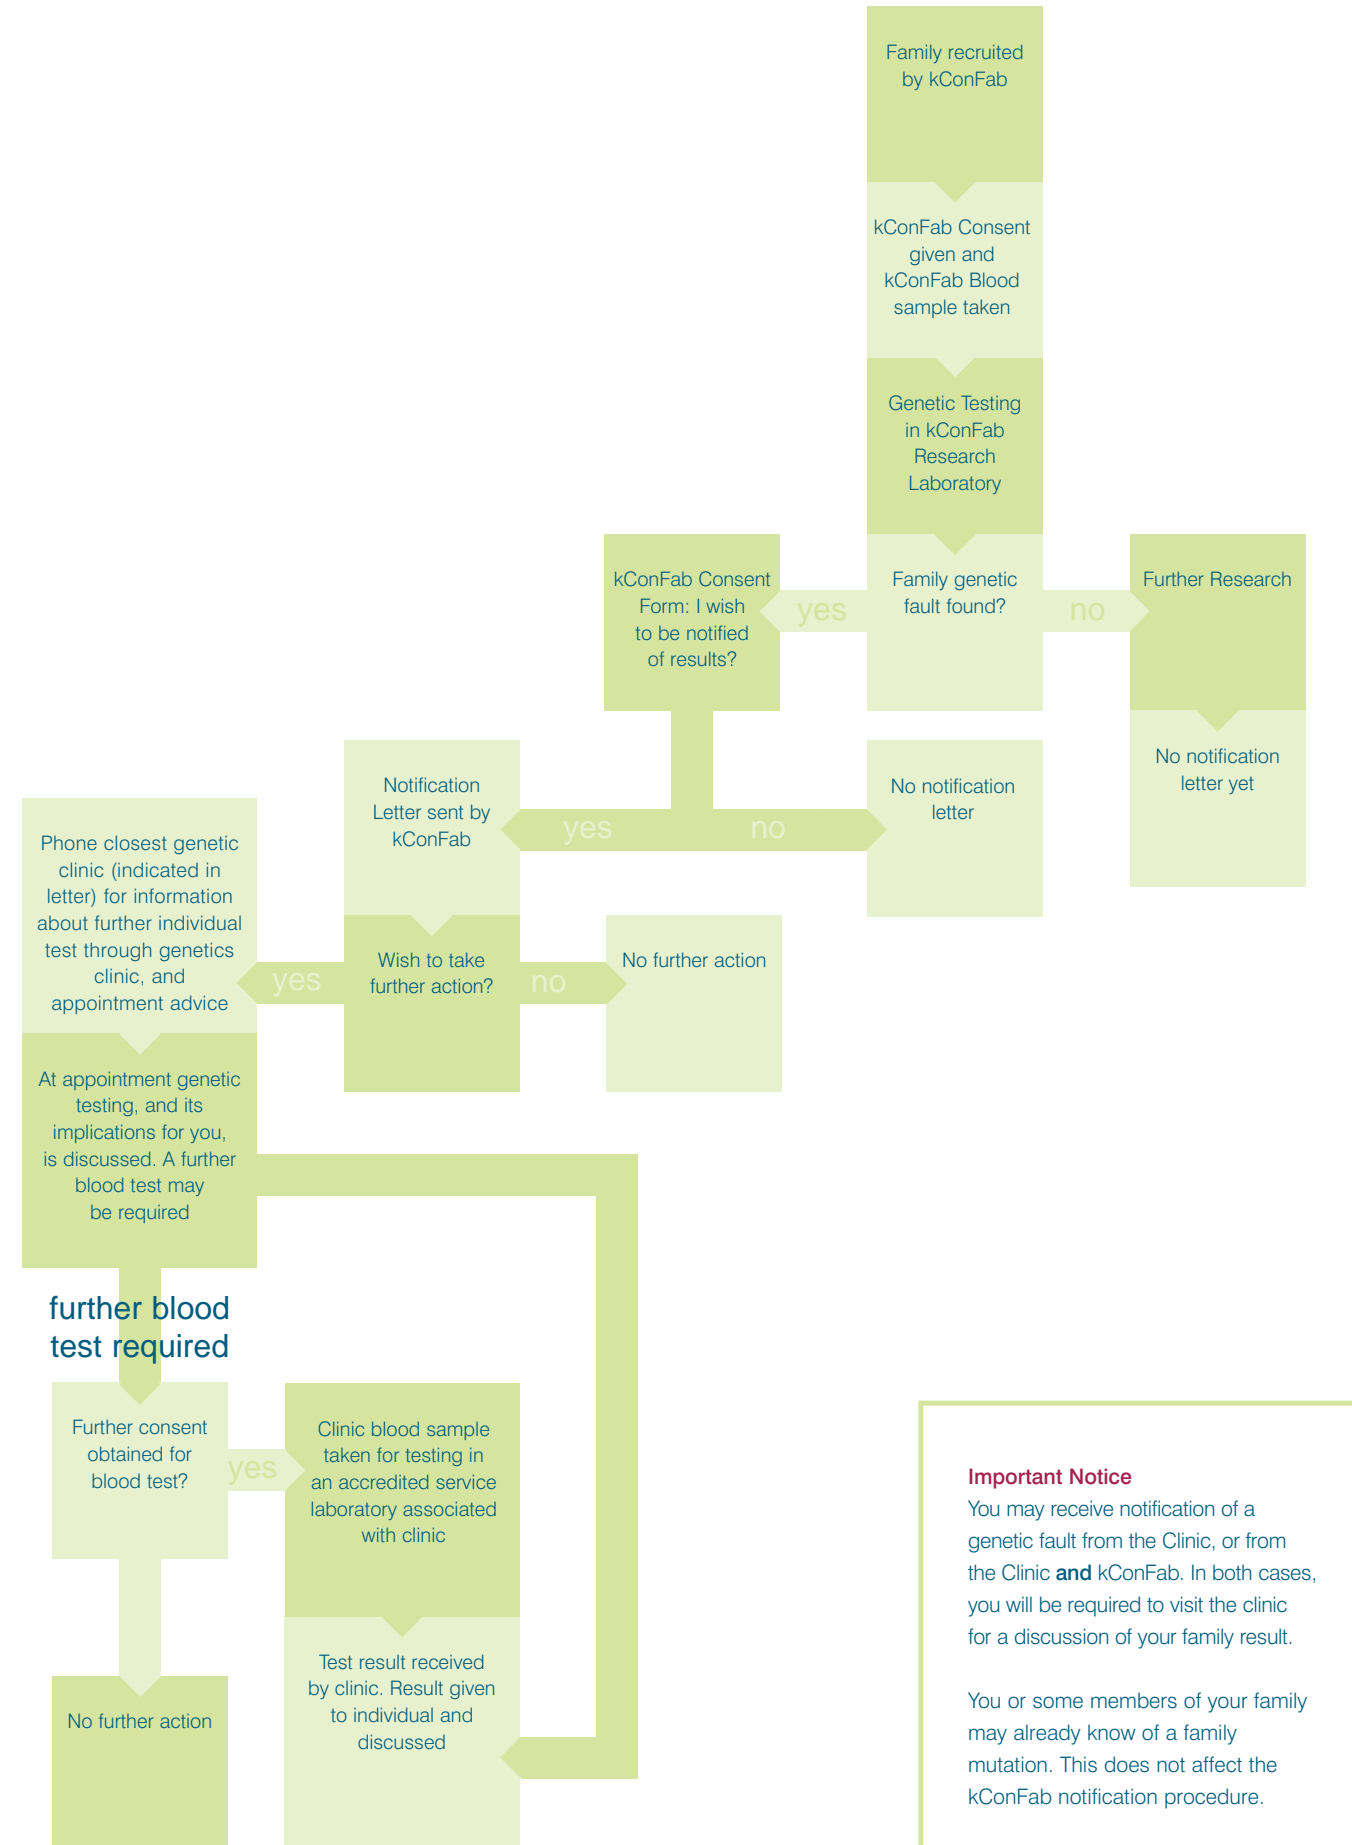 Family recruited
by kConFab
kConFab Consent
given and
kConFab Blood
sample taken
Genetic Testing
in kConFab
Research
Laboratory
Family genetic
fault found?
yes
no
kConFab Consent
Form: I wish
to be notified
of results?
Further Research
No notification
letter yet
yes
no
Notification
Letter sent by
kConFab
No notification
letter
Wish to take
further action?
yes
no
No further action
Phone closest genetic
clinic (indicated in
letter) for information
about further individual
test through genetics
clinic, and
appointment advice
At appointment genetic
testing, and its
implications for you,
is discussed. A further
blood test may
be required
further blood
test required
Further consent
obtained for
blood test?
yes
Clinic blood sample
taken for testing in
an accredited service
laboratory associated
with clinic
Test result received
by clinic. Result given
to individual and
discussed
No further action
Important Notice
You may receive notification of a
genetic fault from the Clinic, or from
the Clinic and kConFab. In both cases,
you will be required to visit the clinic
for a discussion of your family result.
You or some members of your family
may already know of a family
mutation. This does not affect the
kConFab notification procedure.